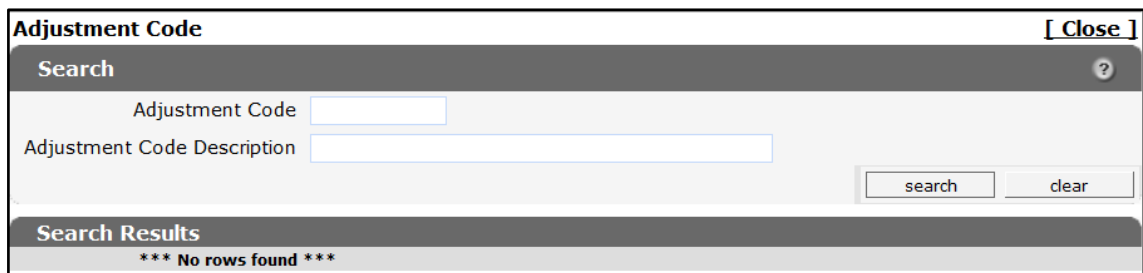 Adjustment Code [ Close ]
Search ?
Adjustment Code
Adjustment Code Description
search clear
Search Results
*** No rows found ***